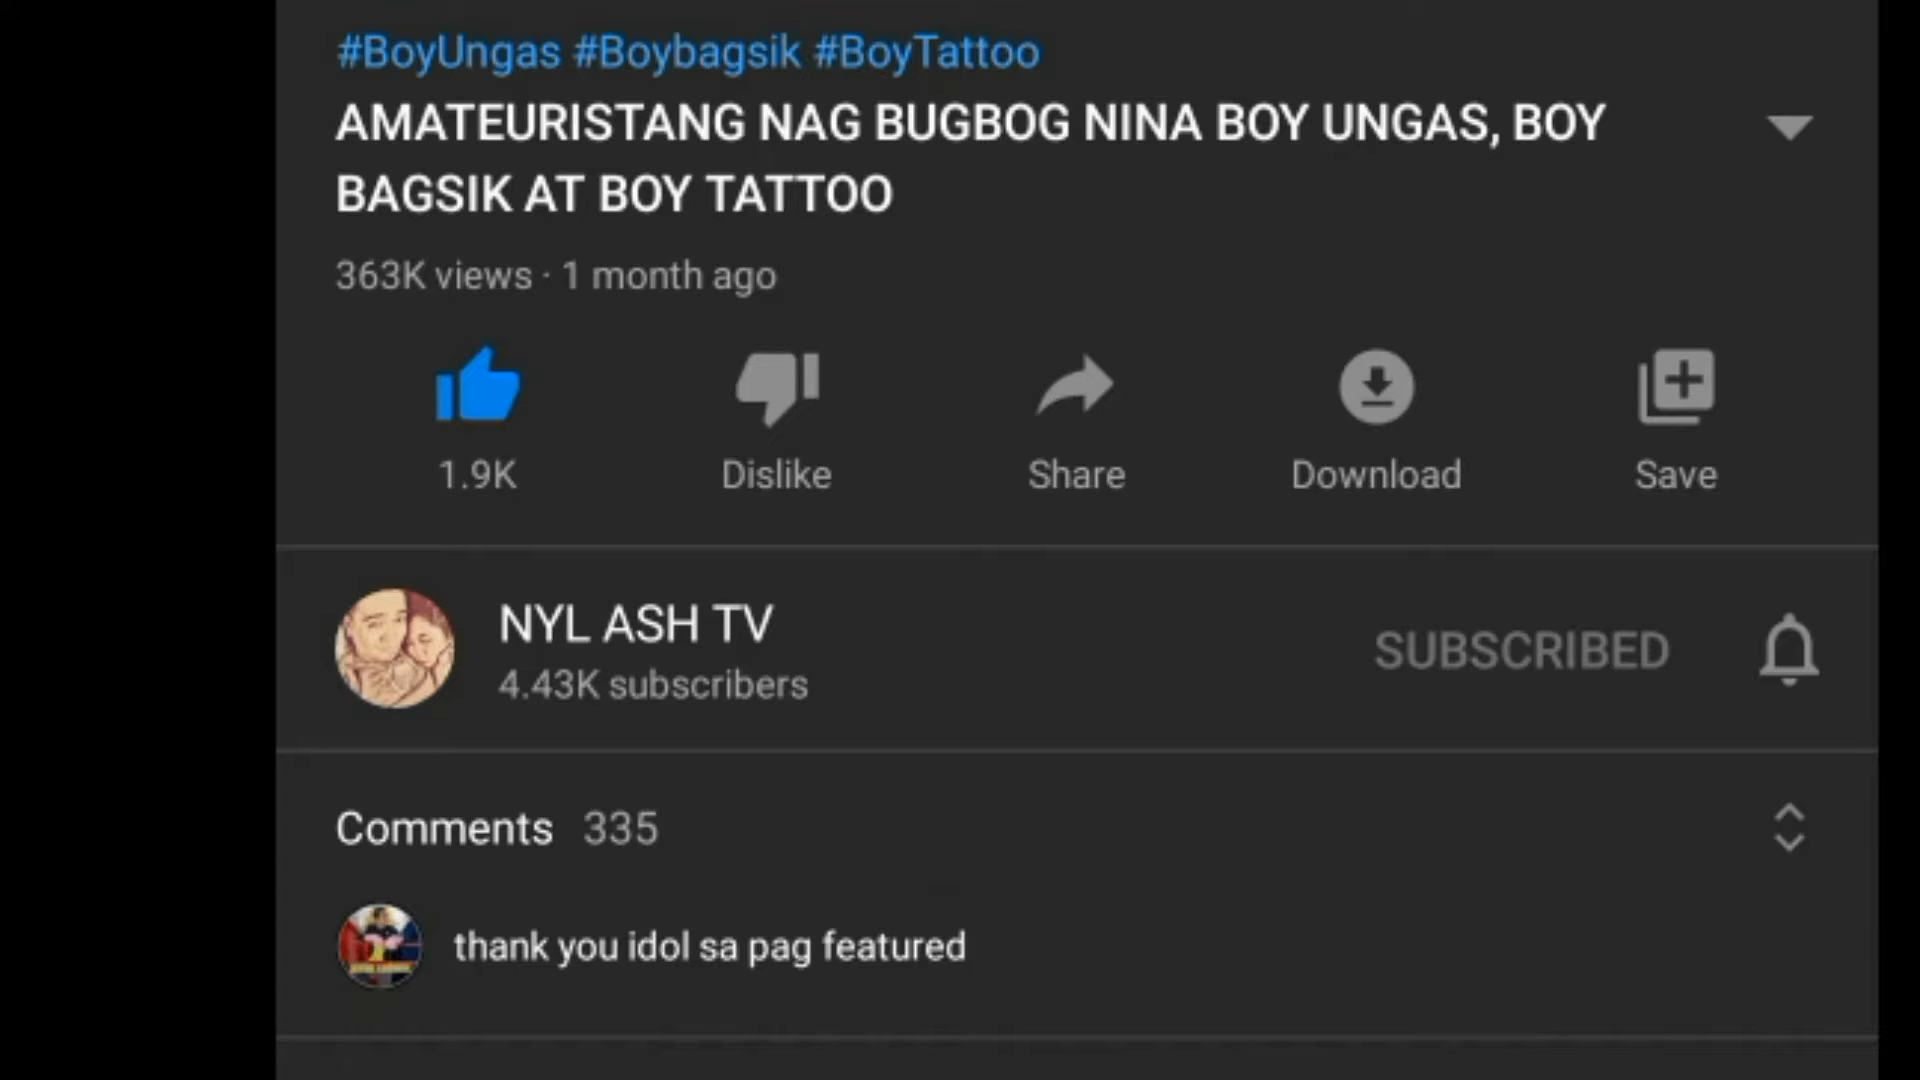 #BoyUngas #Boybagsik #BoyTattoo
AMATEURISTANG NAG BUGBOG NINA BOY UNGAS, BOY
BAGSIK AT BOY TATTOO
363K views · 1 month ago
1.9K Dislike Share Download Save
NYL ASH TV
4.43K subscribers
SUBSCRIBED
Comments 335
thank you idol sa pag featured